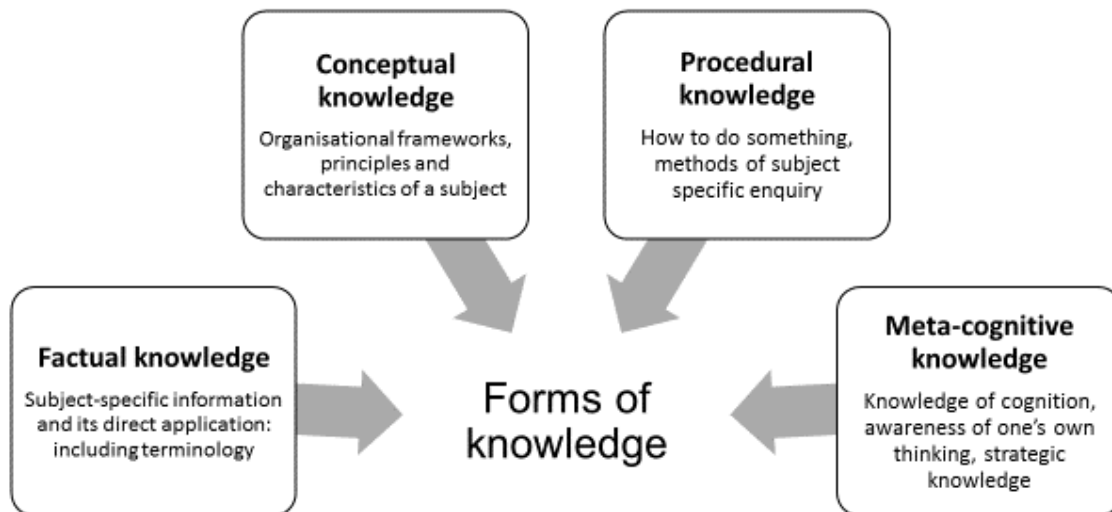 Conceptual
knowledge
Organisational frameworks,
principles and
characteristics of a subject
Procedural
knowledge
How to do something,
methods of subject
specific enquiry
Factual knowledge
Subject-specific information
and its direct application:
including terminology
Meta-cognitive
knowledge
Knowledge of cognition,
awareness of one's own
thinking, strategic
knowledge
Forms of
knowledge